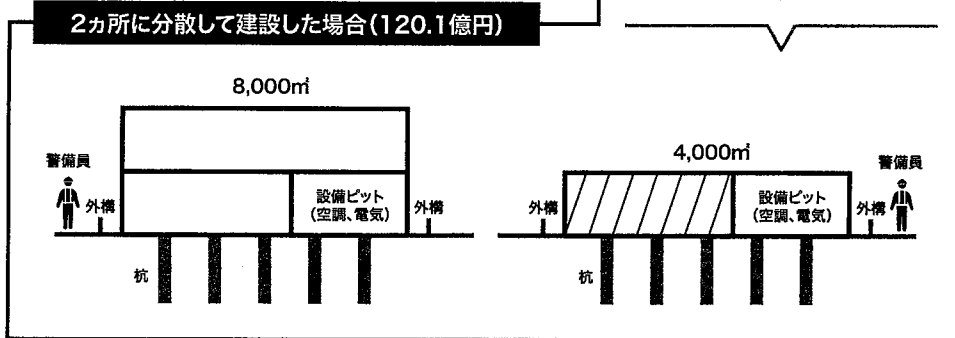 2ヵ所に分散して建設した場合(120.1億円)
8,000㎡
警備員
外構
設備ピット
(空調、電気)
外構
杭
4,000㎡
警備員
外構
設備ピット
(空調、電気)
外構
杭